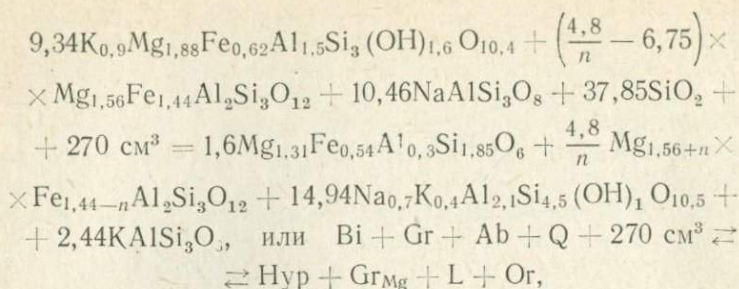 9,34K₀,₉Mg₁,₈₈Fe₀,₆₂Al₁,₅Si₃(OH)₁,₆O₁₀,₄ + (4,8/n − 6,75) ×
× Mg₁,₅₆Fe₁,₄₄Al₂Si₃O₁₂ + 10,46NaAlSi₃O₈ + 37,85SiO₂ +
+ 270 см³ = 1,6Mg₁,₃₁Fe₀,₅₄Al₀,₃Si₁,₈₅O₆ + 4,8/n Mg₁,₅₆₊ₙ ×
× Fe₁,₄₄₋ₙAl₂Si₃O₁₂ + 14,94Na₀,₇K₀,₄Al₂,₁Si₄,₅(OH)₁O₁₀,₅ +
+ 2,44KAlSi₃O₈, или Bi + Gr + Ab + Q + 270 см³ ⇄
⇄ Hyp + Gr_Mg + L + Or,